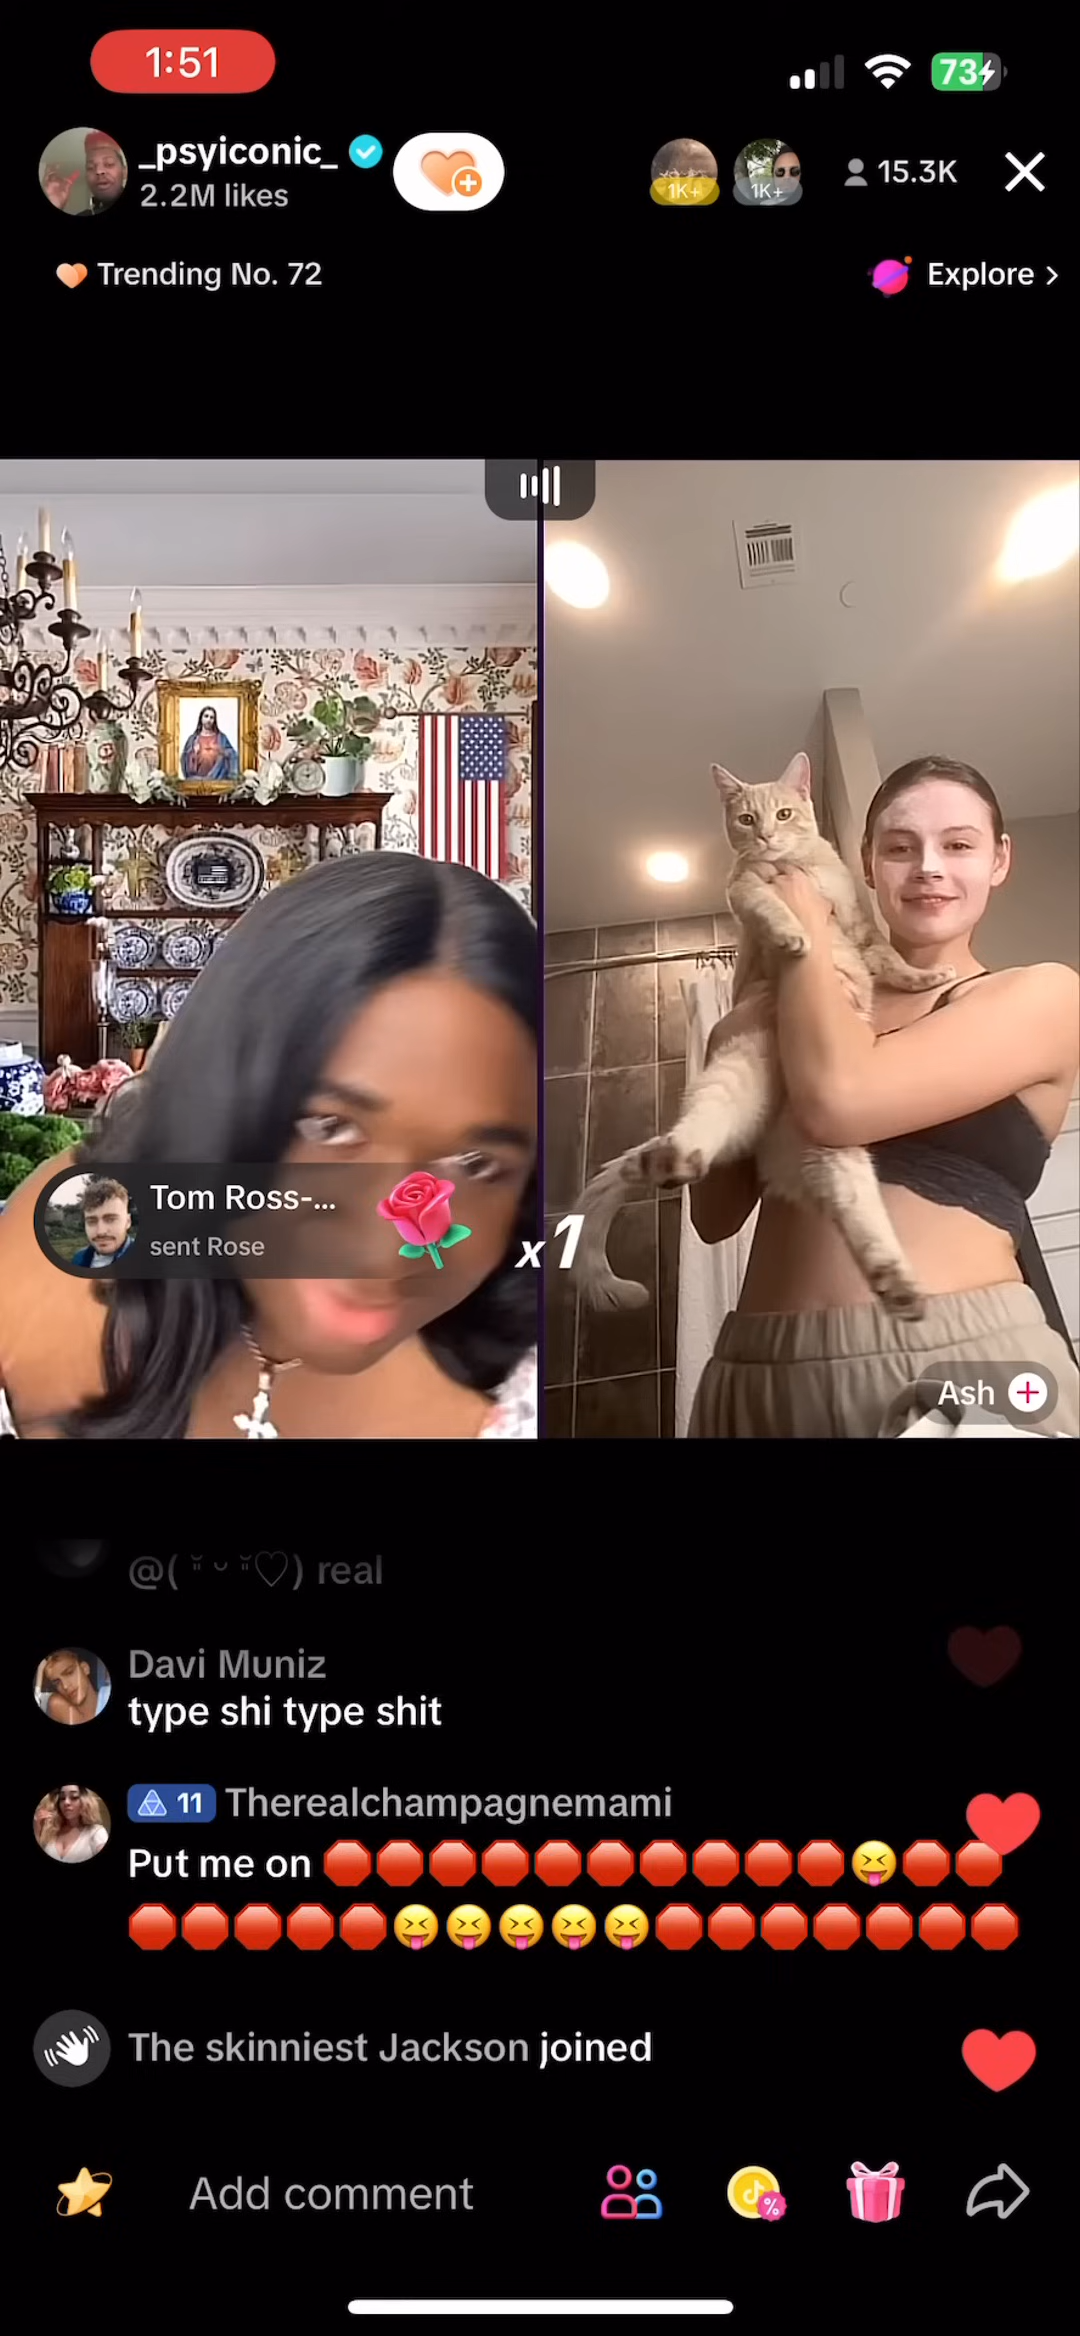 1:51
73
_psyiconic_
2.2M likes
1K+
1K+
15.3K
Trending No. 72
Explore >
Tom Ross-...
sent Rose
x1
Ash +
@( ᵕ̈ ᵕ ᵕ̈♡) real
Davi Muniz
type shi type shit
11 Therealchampagnemami
Put me on 🛑🛑🛑🛑🛑🛑🛑🛑🛑🛑😝🛑🛑
🛑🛑🛑🛑🛑😝😝😝😝😝🛑🛑🛑🛑🛑🛑🛑
The skinniest Jackson joined
Add comment